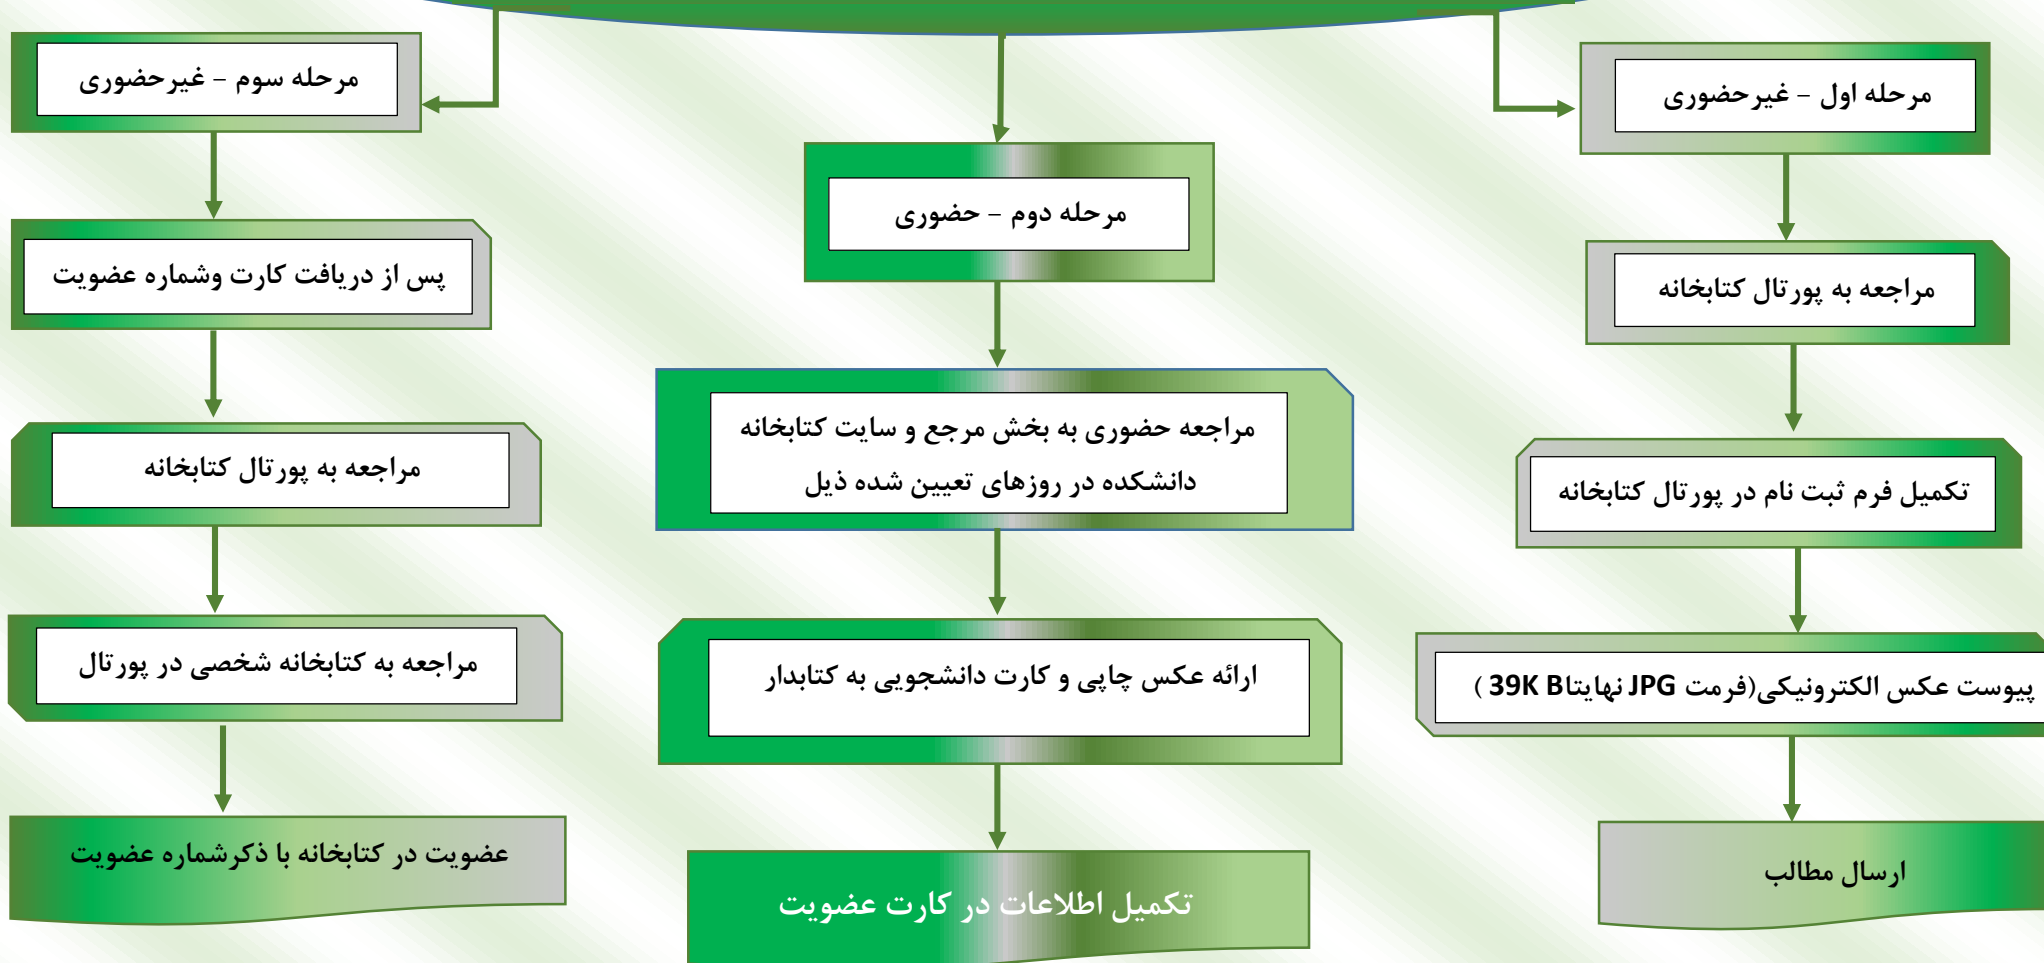 مرحله اول - غیرحضوری
مراجعه به پورتال کتابخانه
تکمیل فرم ثبت نام در پورتال کتابخانه
پیوست عکس الکترونیکی(فرمت JPG نهایتا39K B )
ارسال مطالب
مرحله دوم - حضوری
مراجعه حضوری به بخش مرجع و سایت کتابخانه
دانشکده در روزهای تعیین شده ذیل
ارائه عکس چاپی و کارت دانشجویی به کتابدار
تکمیل اطلاعات در کارت عضویت
مرحله سوم - غیرحضوری
پس از دریافت کارت وشماره عضویت
مراجعه به پورتال کتابخانه
مراجعه به کتابخانه شخصی در پورتال
عضویت در کتابخانه با ذکرشماره عضویت